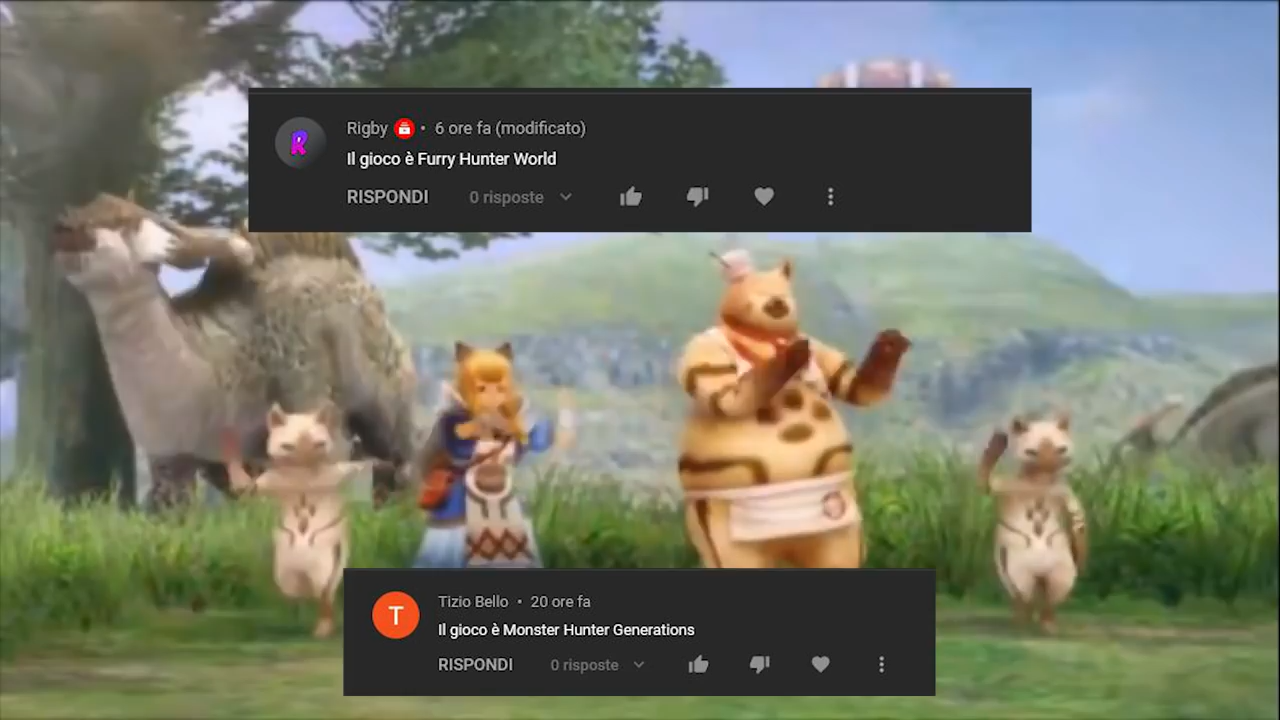 R
Rigby • 6 ore fa (modificato)
Il gioco è Furry Hunter World
RISPONDI 0 risposte
T
Tizio Bello • 20 ore fa
Il gioco è Monster Hunter Generations
RISPONDI 0 risposte